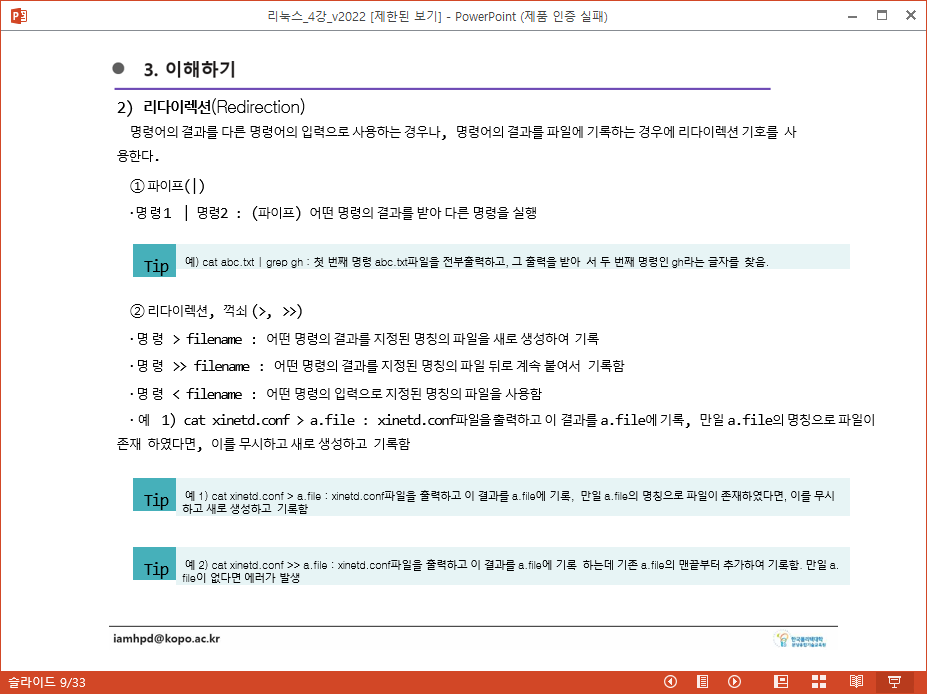 리눅스_4강_v2022 [제한된 보기] - PowerPoint (제품 인증 실패)
3. 이해하기
2) 리다이렉션(Redirection)
명령어의 결과를 다른 명령어의 입력으로 사용하는 경우나, 명령어의 결과를 파일에 기록하는 경우에 리다이렉션 기호를 사
용한다.
① 파이프(|)
·명령1 | 명령2 : (파이프) 어떤 명령의 결과를 받아 다른 명령을 실행
Tip 예) cat abc.txt | grep gh : 첫 번째 명령 abc.txt파일을 전부출력하고, 그 출력을 받아 서 두 번째 명령인 gh라는 글자를 찾음.
② 리다이렉션, 꺽쇠 (>, >>)
·명령 > filename : 어떤 명령의 결과를 지정된 명칭의 파일을 새로 생성하여 기록
·명령 >> filename : 어떤 명령의 결과를 지정된 명칭의 파일 뒤로 계속 붙여서 기록함
·명령 < filename : 어떤 명령의 입력으로 지정된 명칭의 파일을 사용함
·예 1) cat xinetd.conf > a.file : xinetd.conf파일을 출력하고 이 결과를 a.file에 기록, 만일 a.file의 명칭으로 파일이
존재 하였다면, 이를 무시하고 새로 생성하고 기록함
Tip 예 1) cat xinetd.conf > a.file : xinetd.conf파일을 출력하고 이 결과를 a.file에 기록, 만일 a.file의 명칭으로 파일이 존재하였다면, 이를 무시
하고 새로 생성하고 기록함
Tip 예 2) cat xinetd.conf >> a.file : xinetd.conf파일을 출력하고 이 결과를 a.file에 기록 하는데 기존 a.file의 맨끝부터 추가하여 기록함. 만일 a.
file이 없다면 에러가 발생
iamhpd@kopo.ac.kr
한국폴리텍대학
슬라이드 9/33